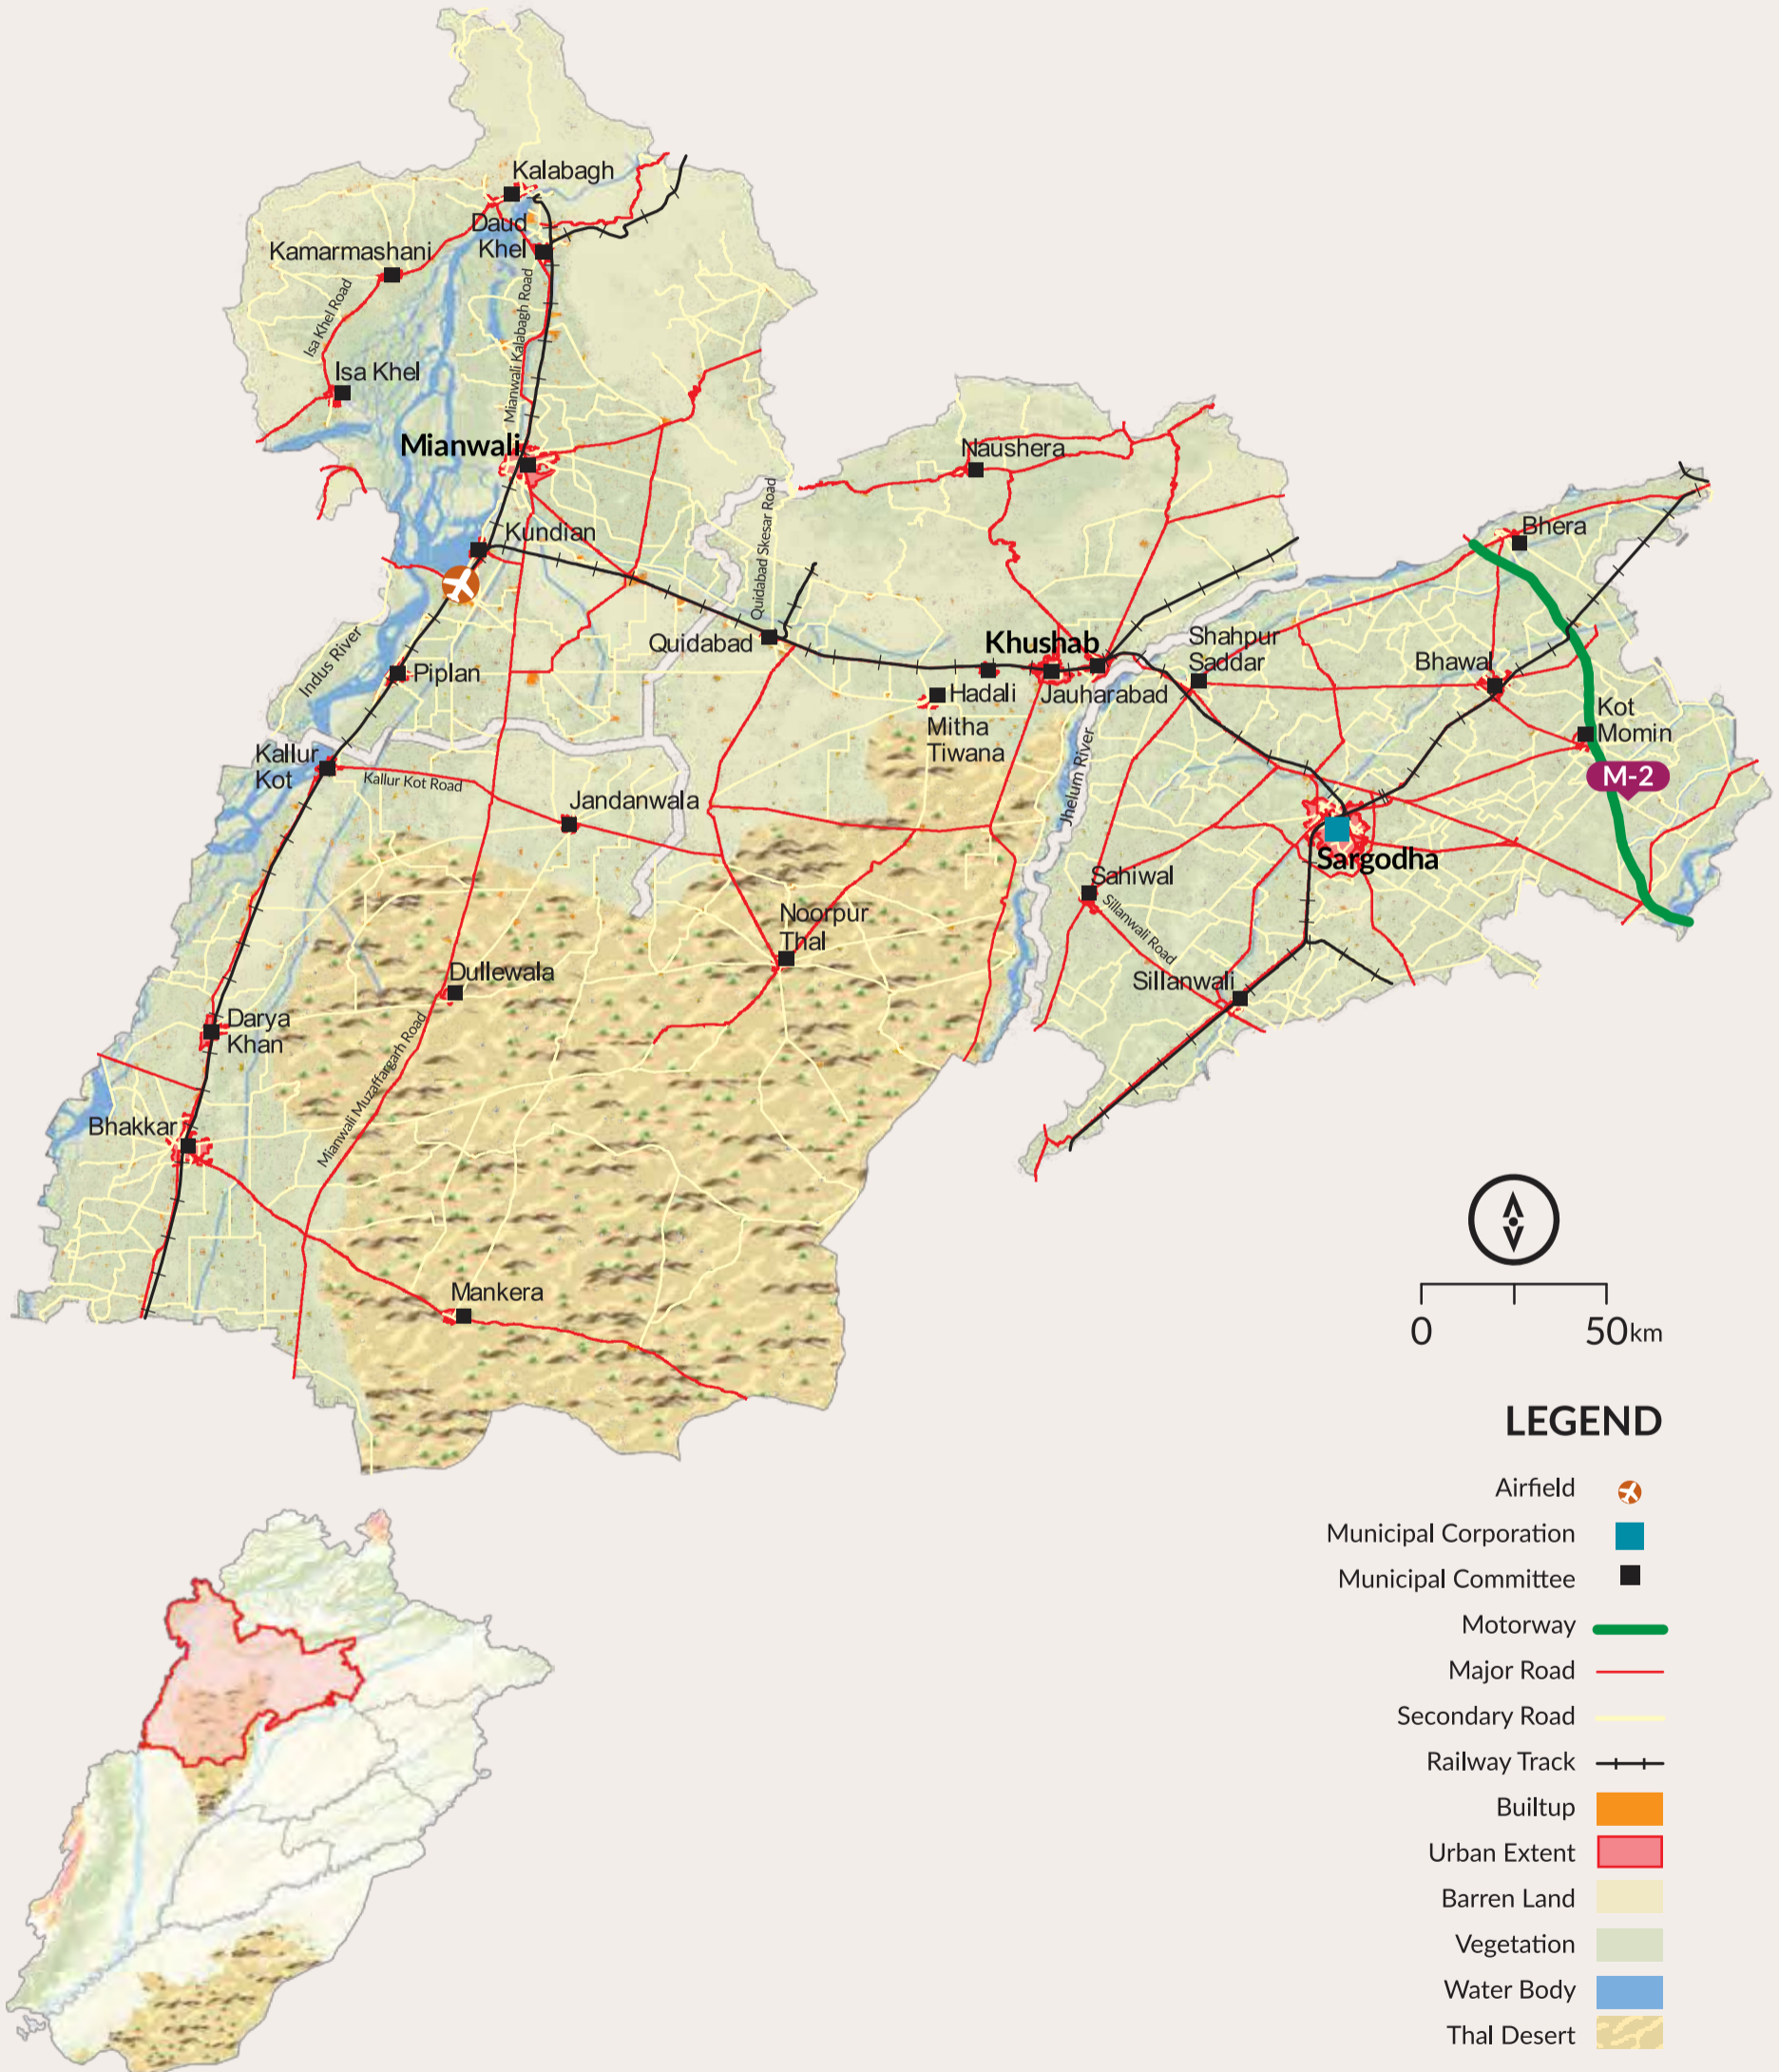 Kalabagh
Daud
Khel
Kamarmashani
Isa Khel Road
Mianwali Kalabagh Road
Isa Khel
Mianwali
Naushera
Quidabad Skesar Road
Kundian
Bhera
Indus River
Quidabad
Khushab
Shahpur
Saddar
Bhawal
Piplan
Hadali
Jauharabad
Kot
Momin
Mitha
Tiwana
Kallur
Kot
Kallur Kot Road
Jhelum River
M-2
Jandanwala
Sargodha
Sahiwal
Sillanwali Road
Noorpur
Thal
Dullewala
Sillanwali
Darya
Khan
Mianwali Muzaffargarh Road
Bhakkar
Mankera
0 50km
LEGEND
Airfield
Municipal Corporation
Municipal Committee
Motorway
Major Road
Secondary Road
Railway Track
Builtup
Urban Extent
Barren Land
Vegetation
Water Body
Thal Desert